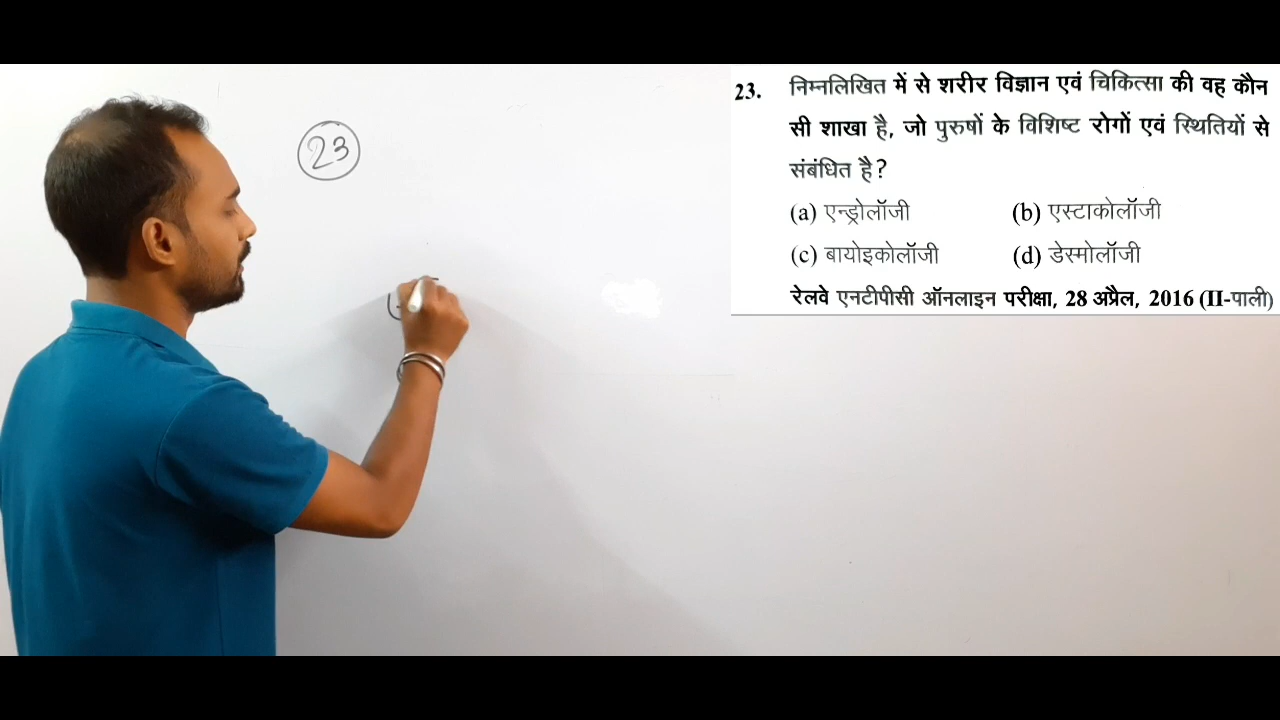 23
23. निम्नलिखित में से शरीर विज्ञान एवं चिकित्सा की वह कौन
सी शाखा है, जो पुरुषों के विशिष्ट रोगों एवं स्थितियों से
संबंधित है?
(a) एन्ड्रोलॉजी (b) एस्टाकोलॉजी
(c) बायोइकोलॉजी (d) डेस्मोलॉजी
रेलवे एनटीपीसी ऑनलाइन परीक्षा, 28 अप्रैल, 2016 (II-पाली)